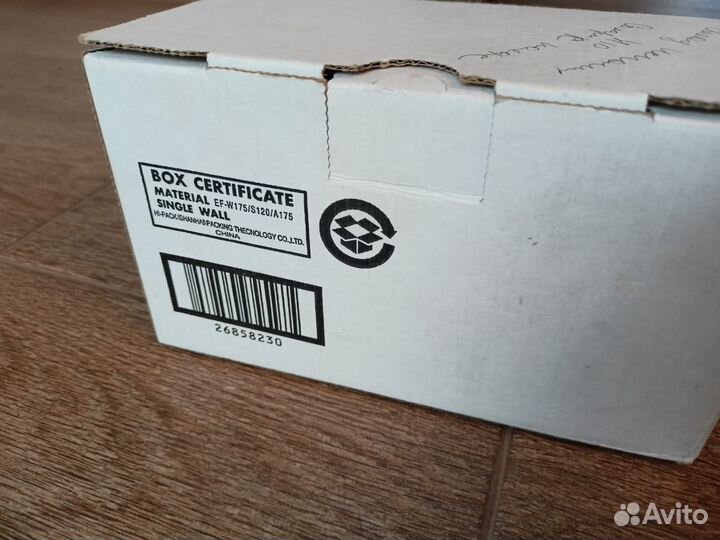 BOX CERTIFICATE
MATERIAL EF-W175/S120/A175
SINGLE WALL
HI-PACK(SHANHAI)PACKING THECNOLOGY CO.,LTD.
CHINA
26858230
Avito